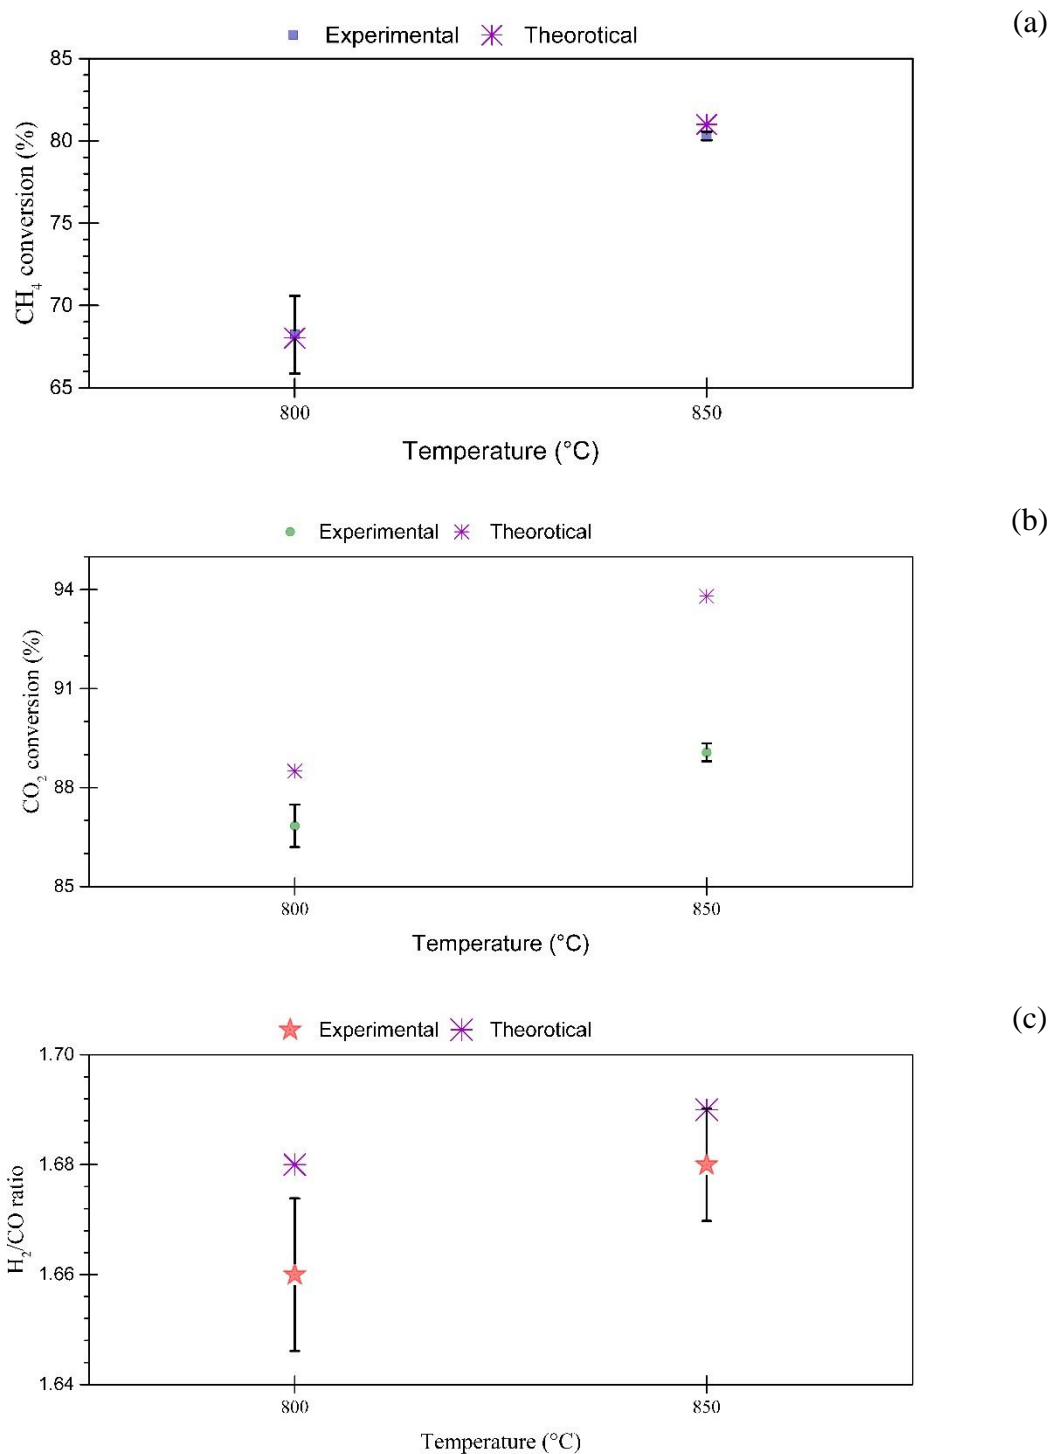 (a)
Experimental Theorotical
85
80
75
70
65
CH₄ conversion (%)
800 850
Temperature (°C)
(b)
Experimental Theorotical
94
91
88
85
CO₂ conversion (%)
800 850
Temperature (°C)
(c)
Experimental Theorotical
1.70
1.68
1.66
1.64
H₂/CO ratio
800 850
Temperature (°C)